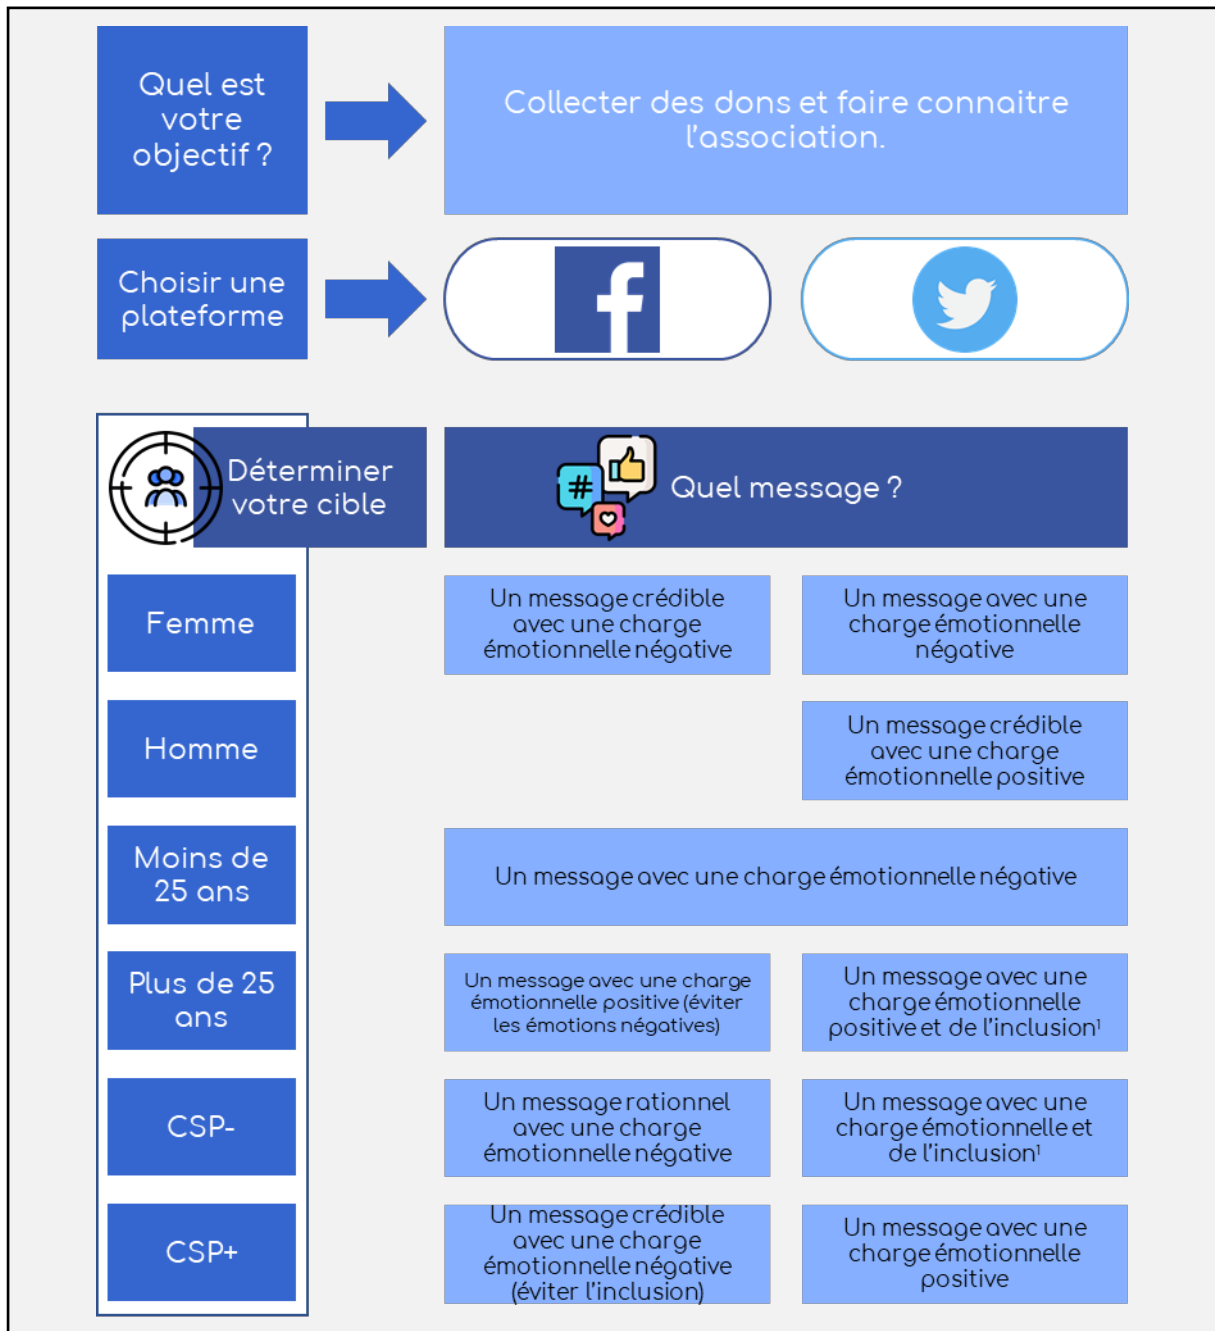 Quel est
votre
objectif ?
Collecter des dons et faire connaitre
l'association.
Choisir une
plateforme
f
Déterminer
votre cible
#
Quel message ?
Femme
Un message crédible
avec une charge
émotionnelle négative
Un message avec une
charge émotionnelle
négative
Homme
Un message crédible
avec une charge
émotionnelle positive
Moins de
25 ans
Un message avec une charge émotionnelle négative
Plus de 25
ans
Un message avec une charge
émotionnelle positive (éviter
les émotions négatives)
Un message avec une
charge émotionnelle
positive et de l'inclusion¹
CSP-
Un message rationnel
avec une charge
émotionnelle négative
Un message avec une
charge émotionnelle et
de l'inclusion¹
CSP+
Un message crédible
avec une charge
émotionnelle négative
(éviter l'inclusion)
Un message avec une
charge émotionnelle
positive